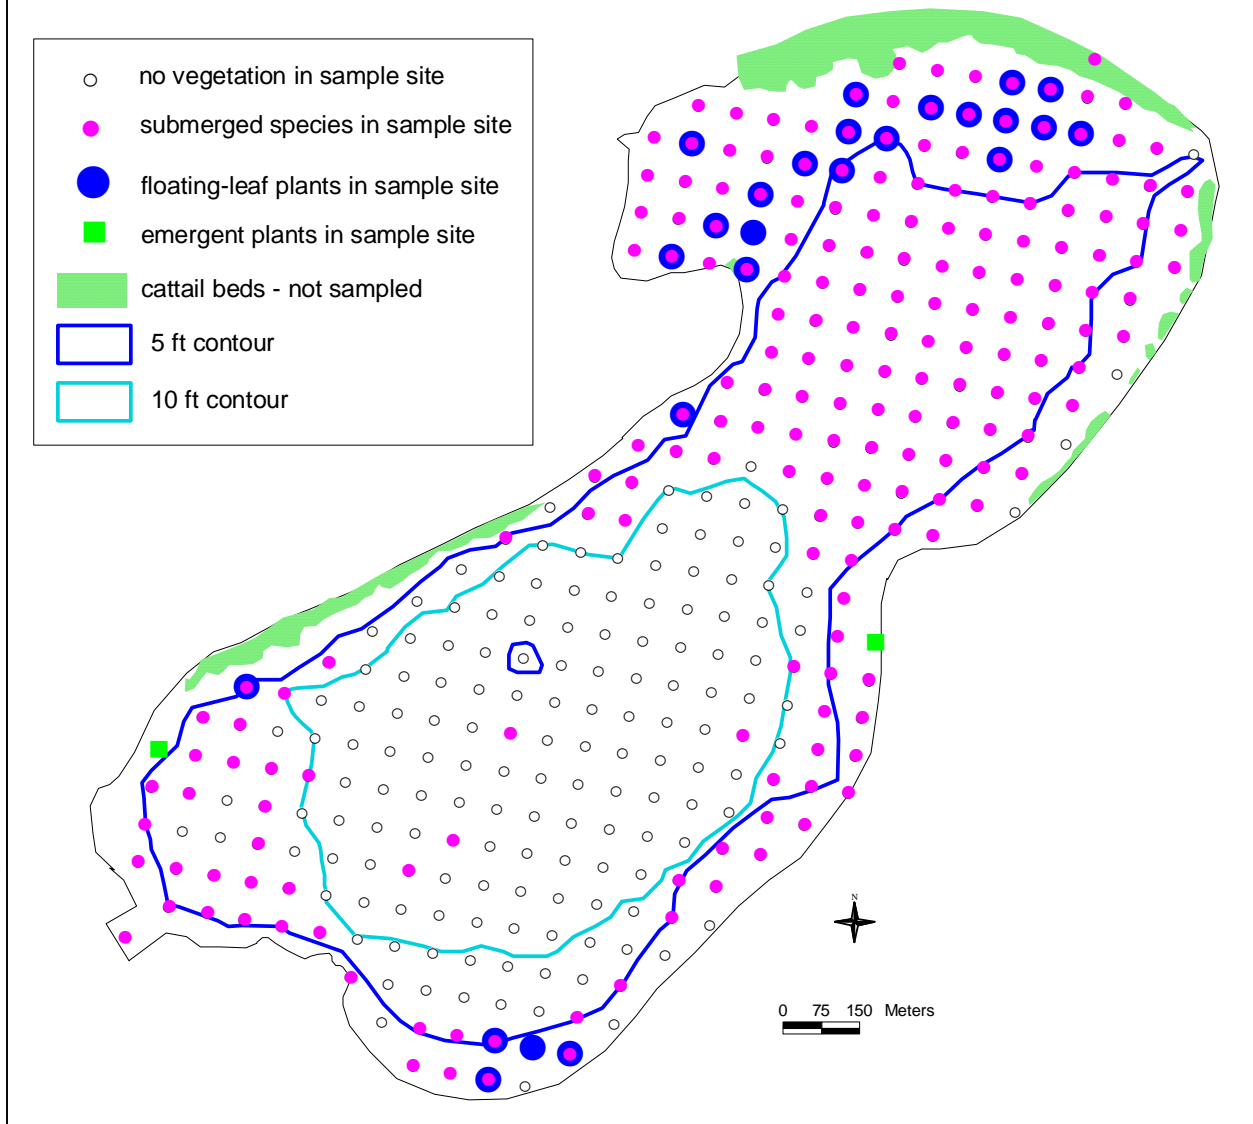 no vegetation in sample site
submerged species in sample site
floating-leaf plants in sample site
emergent plants in sample site
cattail beds - not sampled
5 ft contour
10 ft contour
N
0 75 150 Meters